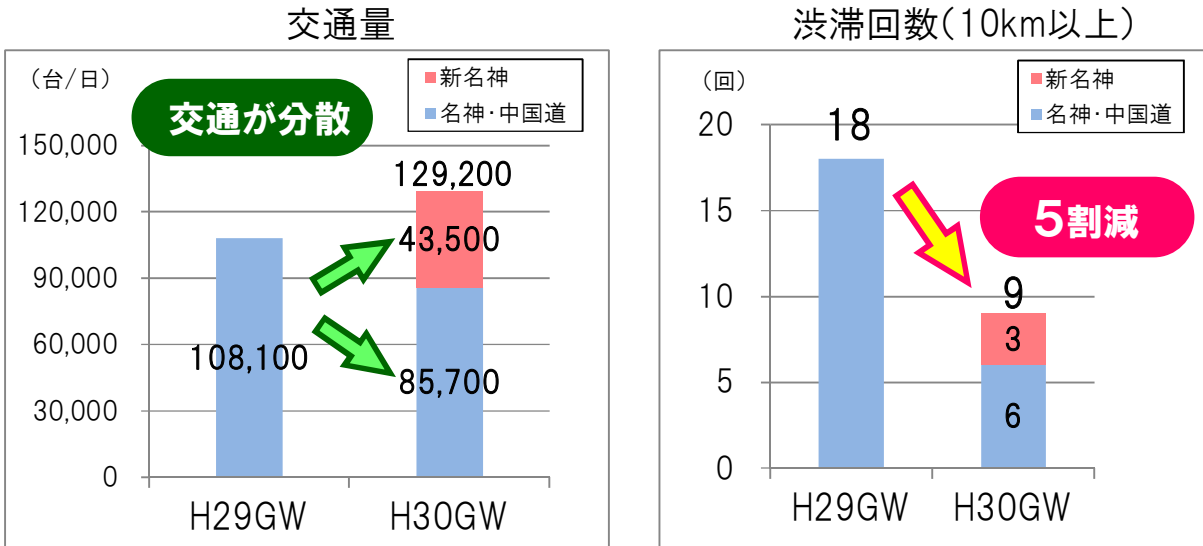 交通量
（台/日）
新名神
名神・中国道
交通が分散
150,000
120,000
90,000
60,000
30,000
0
108,100
129,200
43,500
85,700
H29GW
H30GW
渋滞回数（10km以上）
（回）
新名神
名神・中国道
20
15
10
5
0
18
5割減
9
3
6
H29GW
H30GW